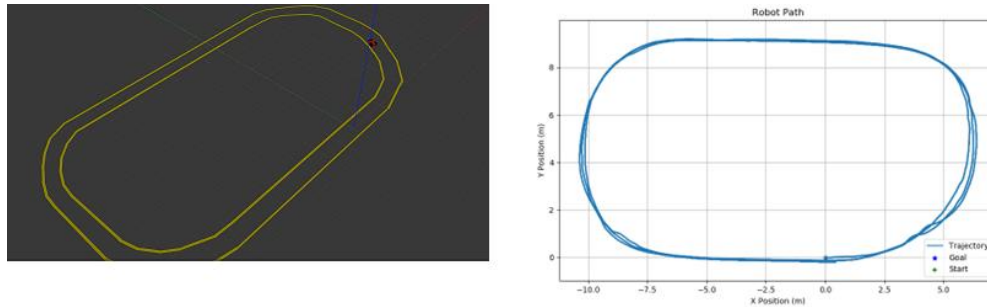 Robot Path
Y Position (m)
8
6
4
2
0
−10.0 −7.5 −5.0 −2.5 0.0 2.5 5.0
X Position (m)
Trajectory
Goal
Start